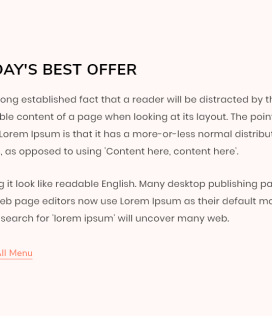 DAY'S BEST OFFER
ong established fact that a reader will be distracted by th
ble content of a page when looking at its layout. The poin
Lorem Ipsum is that it has a more-or-less normal distribut
, as opposed to using 'Content here, content here'.
g it look like readable English. Many desktop publishing pa
eb page editors now use Lorem Ipsum as their default mo
search for 'lorem ipsum' will uncover many web.
All Menu